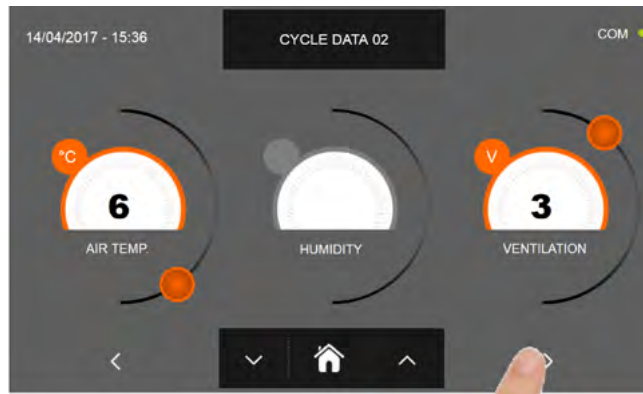 14/04/2017 - 15:36
CYCLE DATA 02
COM
°C
6
AIR TEMP.
HUMIDITY
V
3
VENTILATION